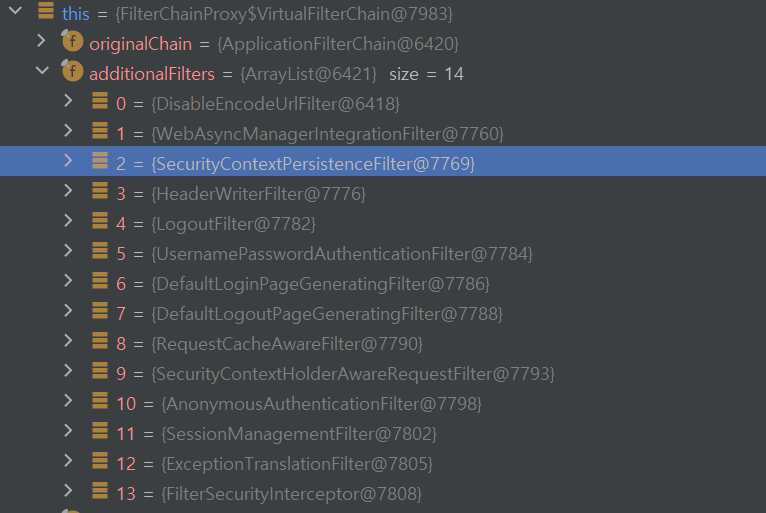 this = {FilterChainProxy$VirtualFilterChain@7983}
f originalChain = {ApplicationFilterChain@6420}
f additionalFilters = {ArrayList@6421} size = 14
0 = {DisableEncodeUrlFilter@6418}
1 = {WebAsyncManagerIntegrationFilter@7760}
2 = {SecurityContextPersistenceFilter@7769}
3 = {HeaderWriterFilter@7776}
4 = {LogoutFilter@7782}
5 = {UsernamePasswordAuthenticationFilter@7784}
6 = {DefaultLoginPageGeneratingFilter@7786}
7 = {DefaultLogoutPageGeneratingFilter@7788}
8 = {RequestCacheAwareFilter@7790}
9 = {SecurityContextHolderAwareRequestFilter@7793}
10 = {AnonymousAuthenticationFilter@7798}
11 = {SessionManagementFilter@7802}
12 = {ExceptionTranslationFilter@7805}
13 = {FilterSecurityInterceptor@7808}